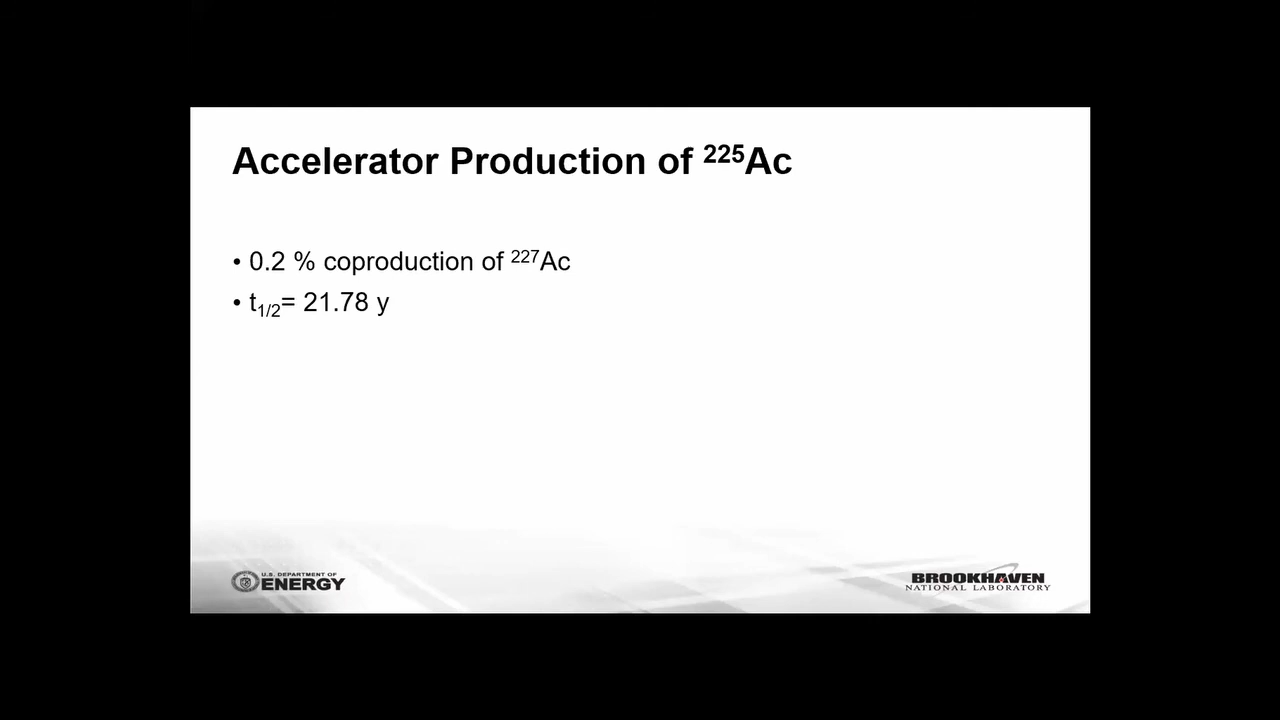 Accelerator Production of ²²⁵Ac
• 0.2 % coproduction of ²²⁷Ac
• t₁/₂= 21.78 y
U.S. DEPARTMENT OF
ENERGY
BROOKHAVEN
NATIONAL LABORATORY